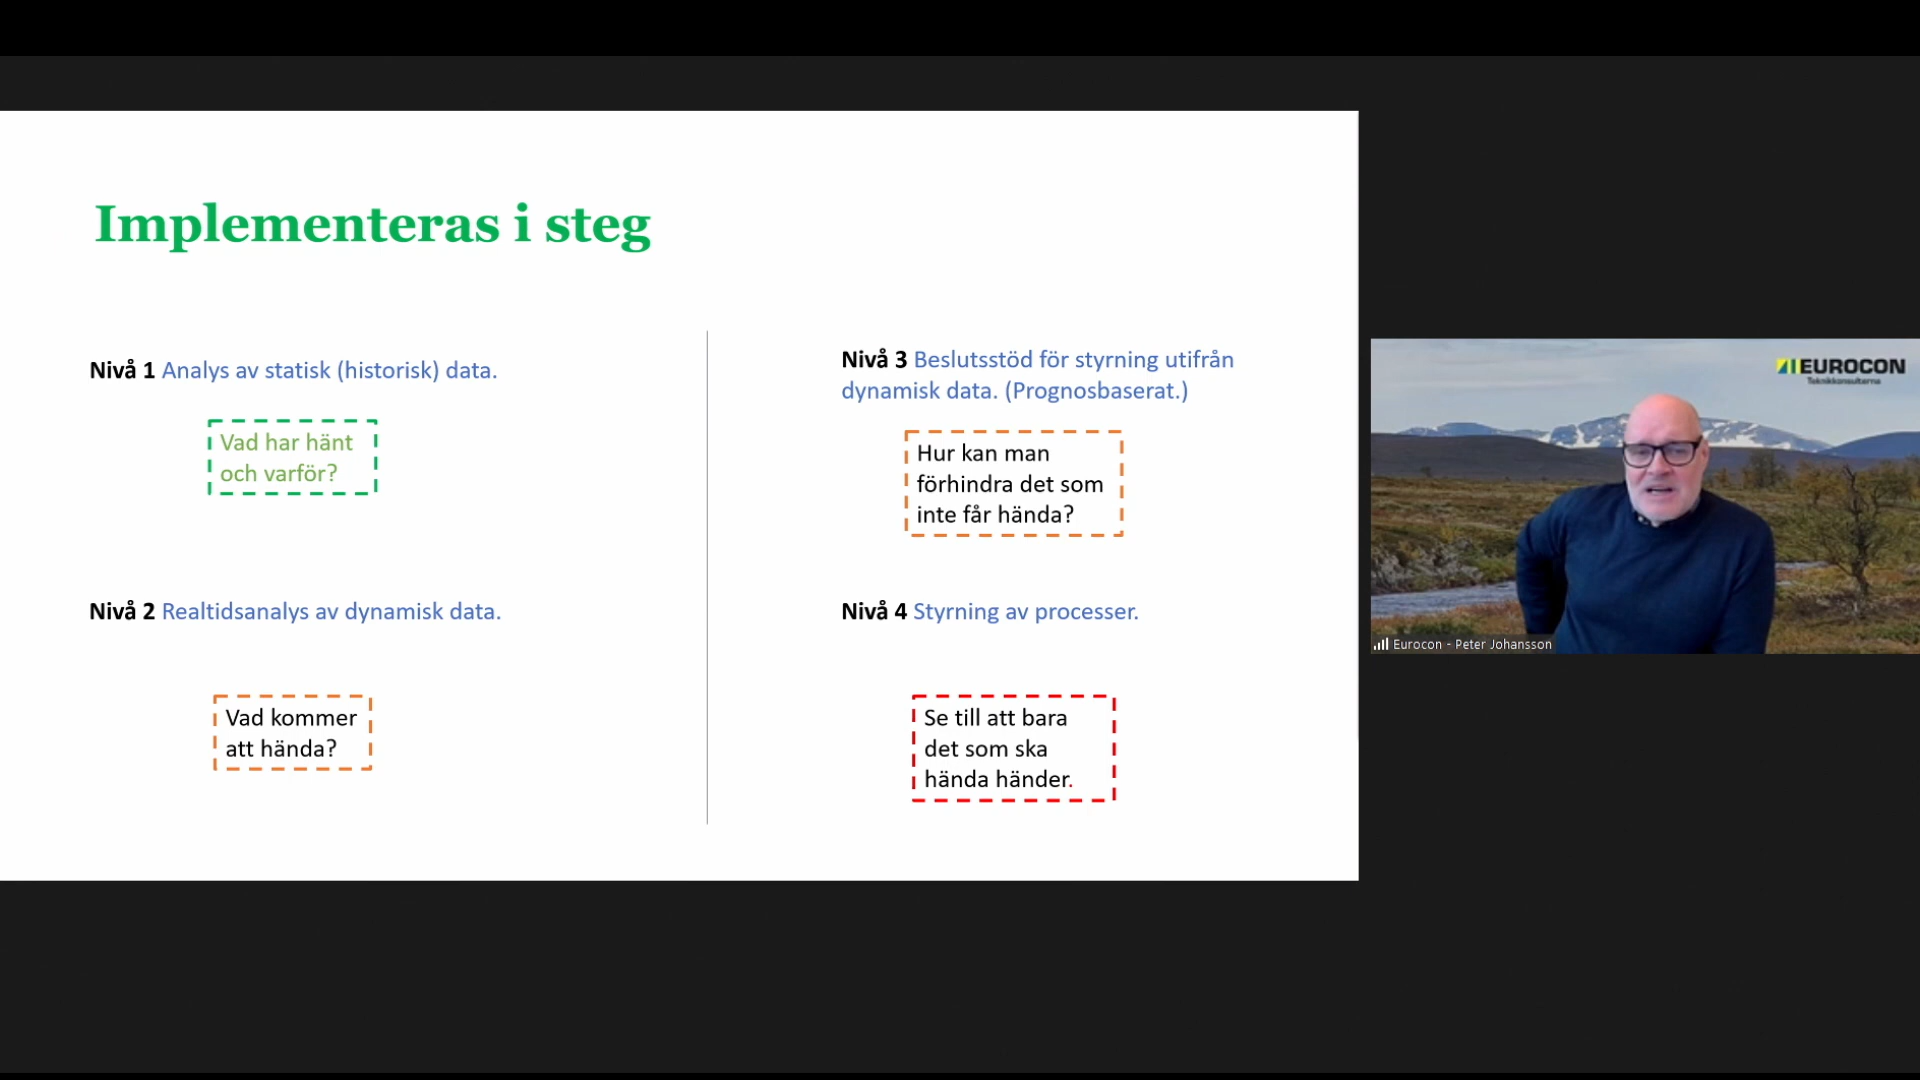 Implementeras i steg
Nivå 1 Analys av statisk (historisk) data.
Vad har hänt
och varför?
Nivå 2 Realtidsanalys av dynamisk data.
Vad kommer
att hända?
Nivå 3 Beslutsstöd för styrning utifrån
dynamisk data. (Prognosbaserat.)
Hur kan man
förhindra det som
inte får hända?
Nivå 4 Styrning av processer.
Se till att bara
det som ska
hända händer.
EUROCON
Teknikkonsulterna
Eurocon - Peter Johansson